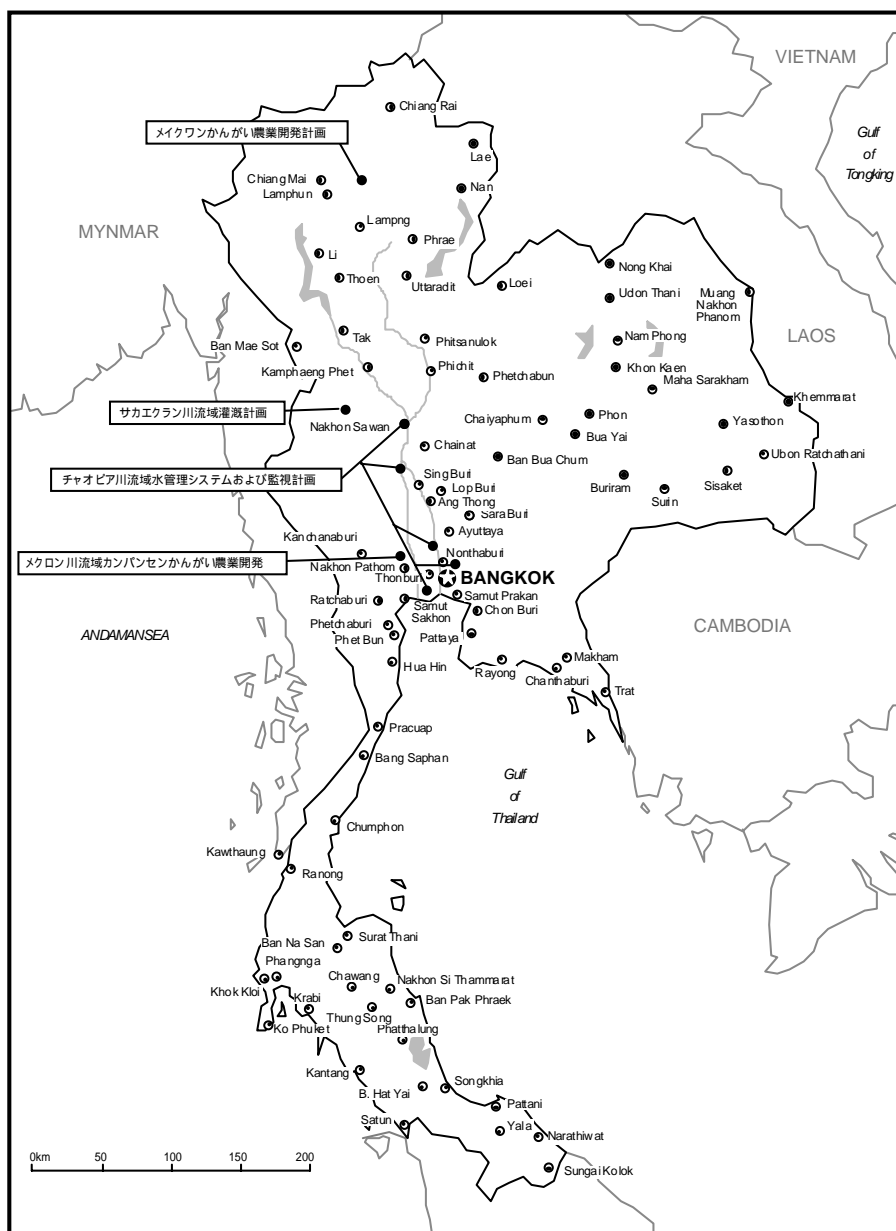 VIETNAM
Gulf
of
Tongking
Chiang Rai
メイクワンかんがい農業開発計画
Lae
Chiang Mai
Nan
Lamphun
MYNMAR
Lampng
Phrae
Li
Thoen
Uttaradit
Loei
Nong Khai
Udon Thani
Muang
Nakhon
Phanom
LAOS
Tak
Phitsanulok
Nam Phong
Ban Mae Sot
Kamphaeng Phet
Phichit
Phetchabun
Khon Kaen
Maha Sarakham
Khemmarat
サカエクラン川流域灌漑計画
Nakhon Sawan
Chaiyaphum
Phon
Yasothon
Bua Yai
Chainat
Ban Bua Chum
Ubon Ratchathani
チャオピア川流域水管理システムおよび監視計画
Sing Buri
Lop Buri
Ang Thong
Buriram
Surin
Sisaket
Sara Buri
Ayuttaya
Kanchanaburi
メクロン川流域カンパンセンかんがい農業開発
Nonthaburi
Nakhon Pathom
Thonburi
BANGKOK
Ratchaburi
Samut
Sakhon
Samut Prakan
Chon Buri
Phetchaburi
Phet Bun
Pattaya
CAMBODIA
ANDAMANSEA
Hua Hin
Rayong
Makham
Chanthaburi
Trat
Pracuap
Bang Saphan
Gulf
of
Thailand
Chumphon
Kawthaung
Ranong
Surat Thani
Ban Na San
Phangnga
Khok Kloi
Chawang
Nakhon Si Thammarat
Krabi
Ban Pak Phraek
Thung Song
Ko Phuket
Phatthalung
Kantang
B. Hat Yai
Songkhia
Pattani
Satun
Yala
Narathiwat
Sungai Kolok
0km 50 100 150 200